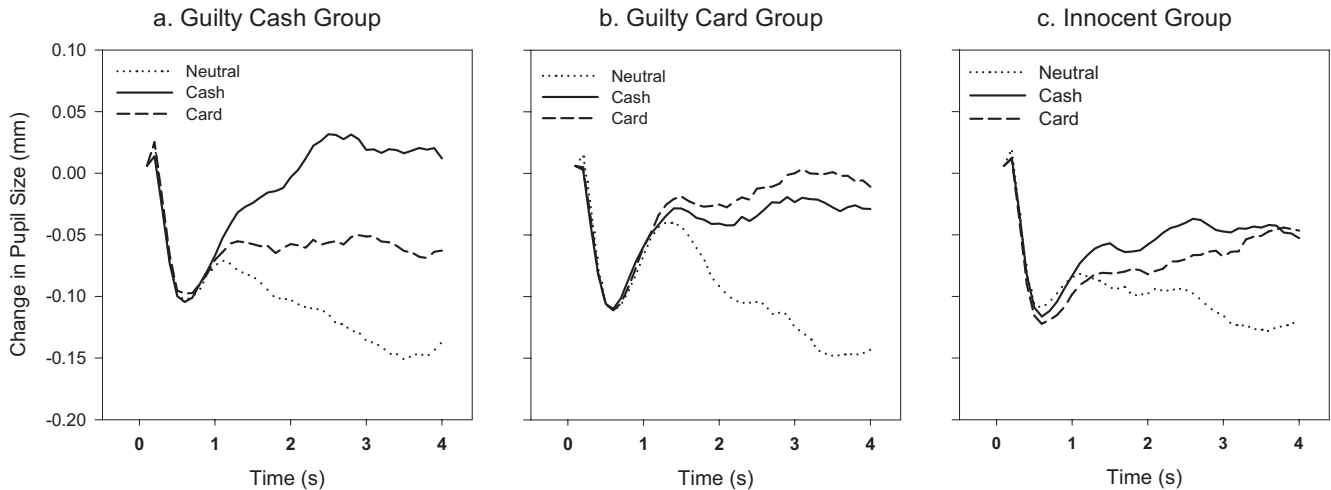 a. Guilty Cash Group
b. Guilty Card Group
c. Innocent Group
Change in Pupil Size (mm)
0.10
0.05
0.00
-0.05
-0.10
-0.15
-0.20
Neutral
Cash
Card
0 1 2 3 4
Time (s)
Neutral
Cash
Card
0 1 2 3 4
Time (s)
Neutral
Cash
Card
0 1 2 3 4
Time (s)